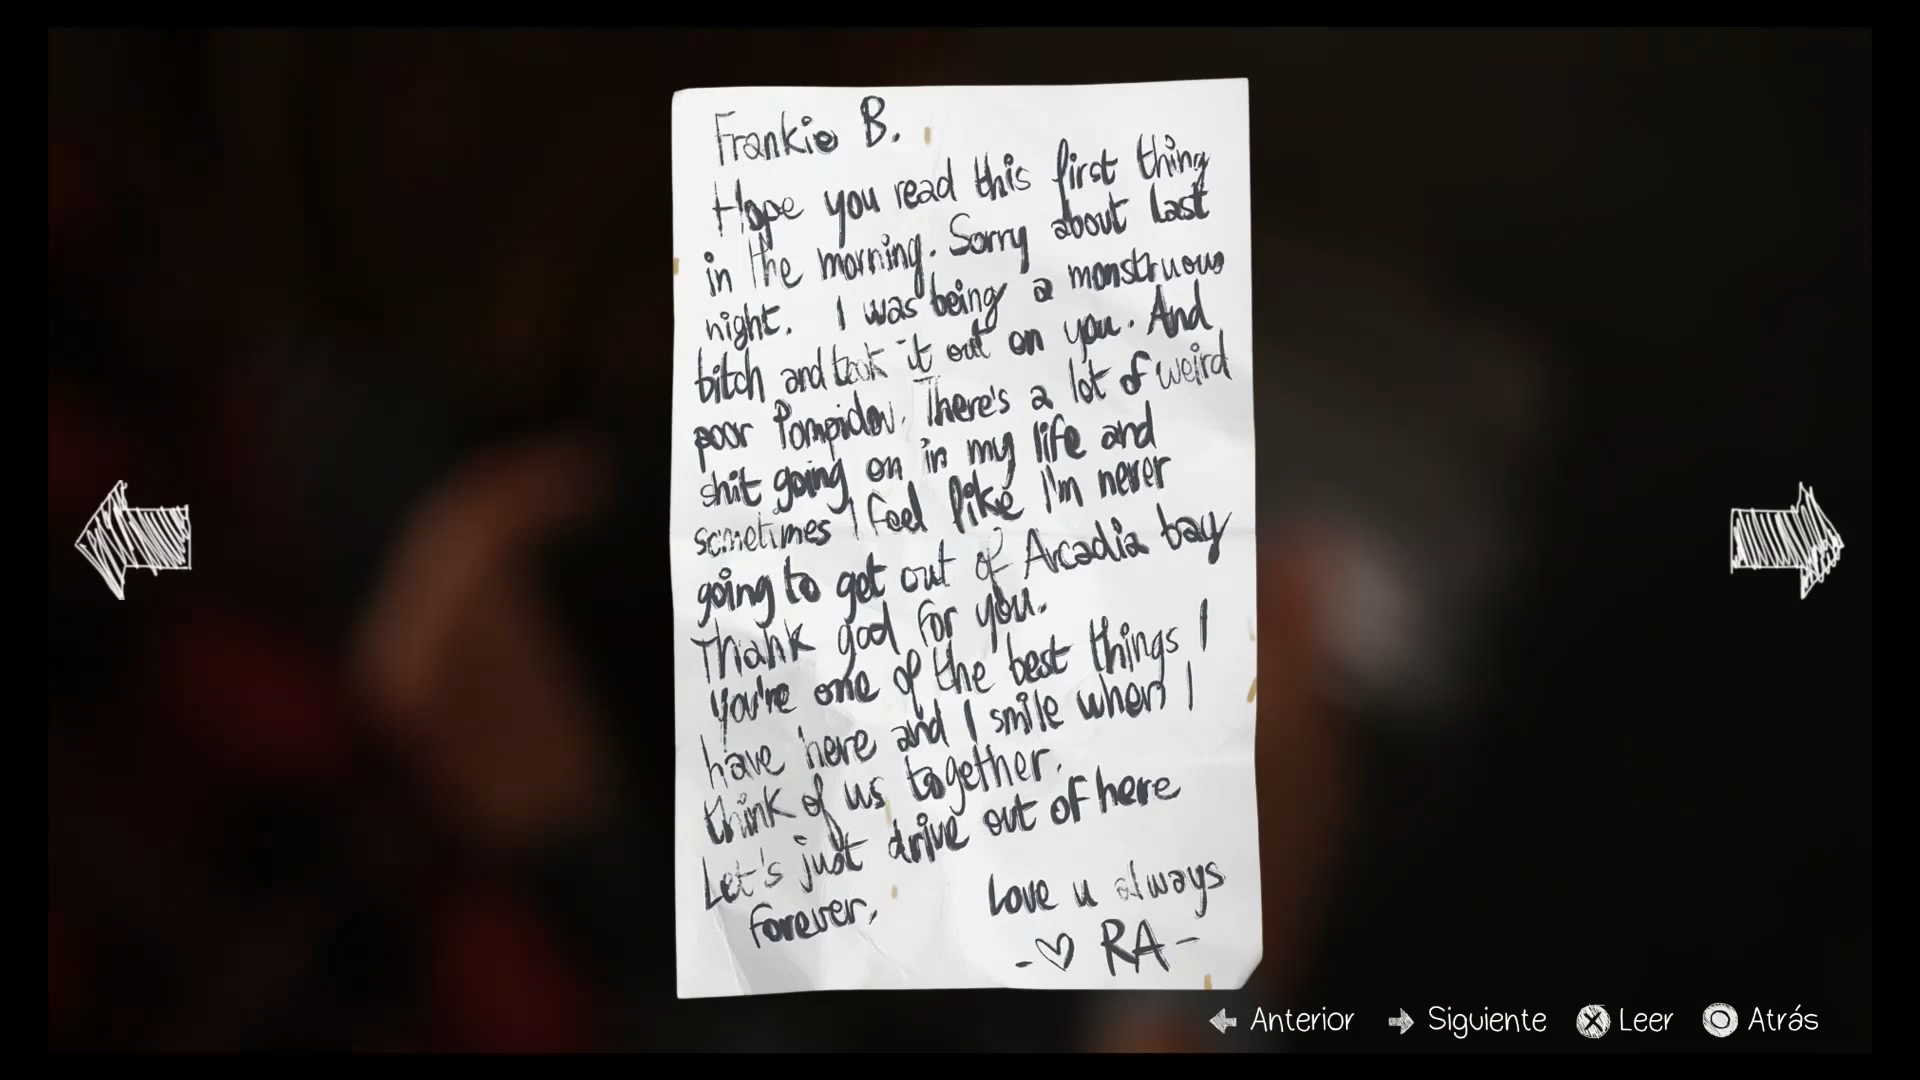 Frankie B.
Hope you read this first thing
in the morning. Sorry about last
night. I was being a monstruous
bitch and took it out on you. And
poor Pompidou. There's a lot of weird
shit going on in my life and
sometimes I feel like I'm never
going to get out of Arcadia bay
Thank god for you.
You're one of the best things I
have here and I smile when I
think of us together.
Let's just drive out of here
forever.
Love u always
-♡ RA-
Anterior Siguiente Leer Atrás